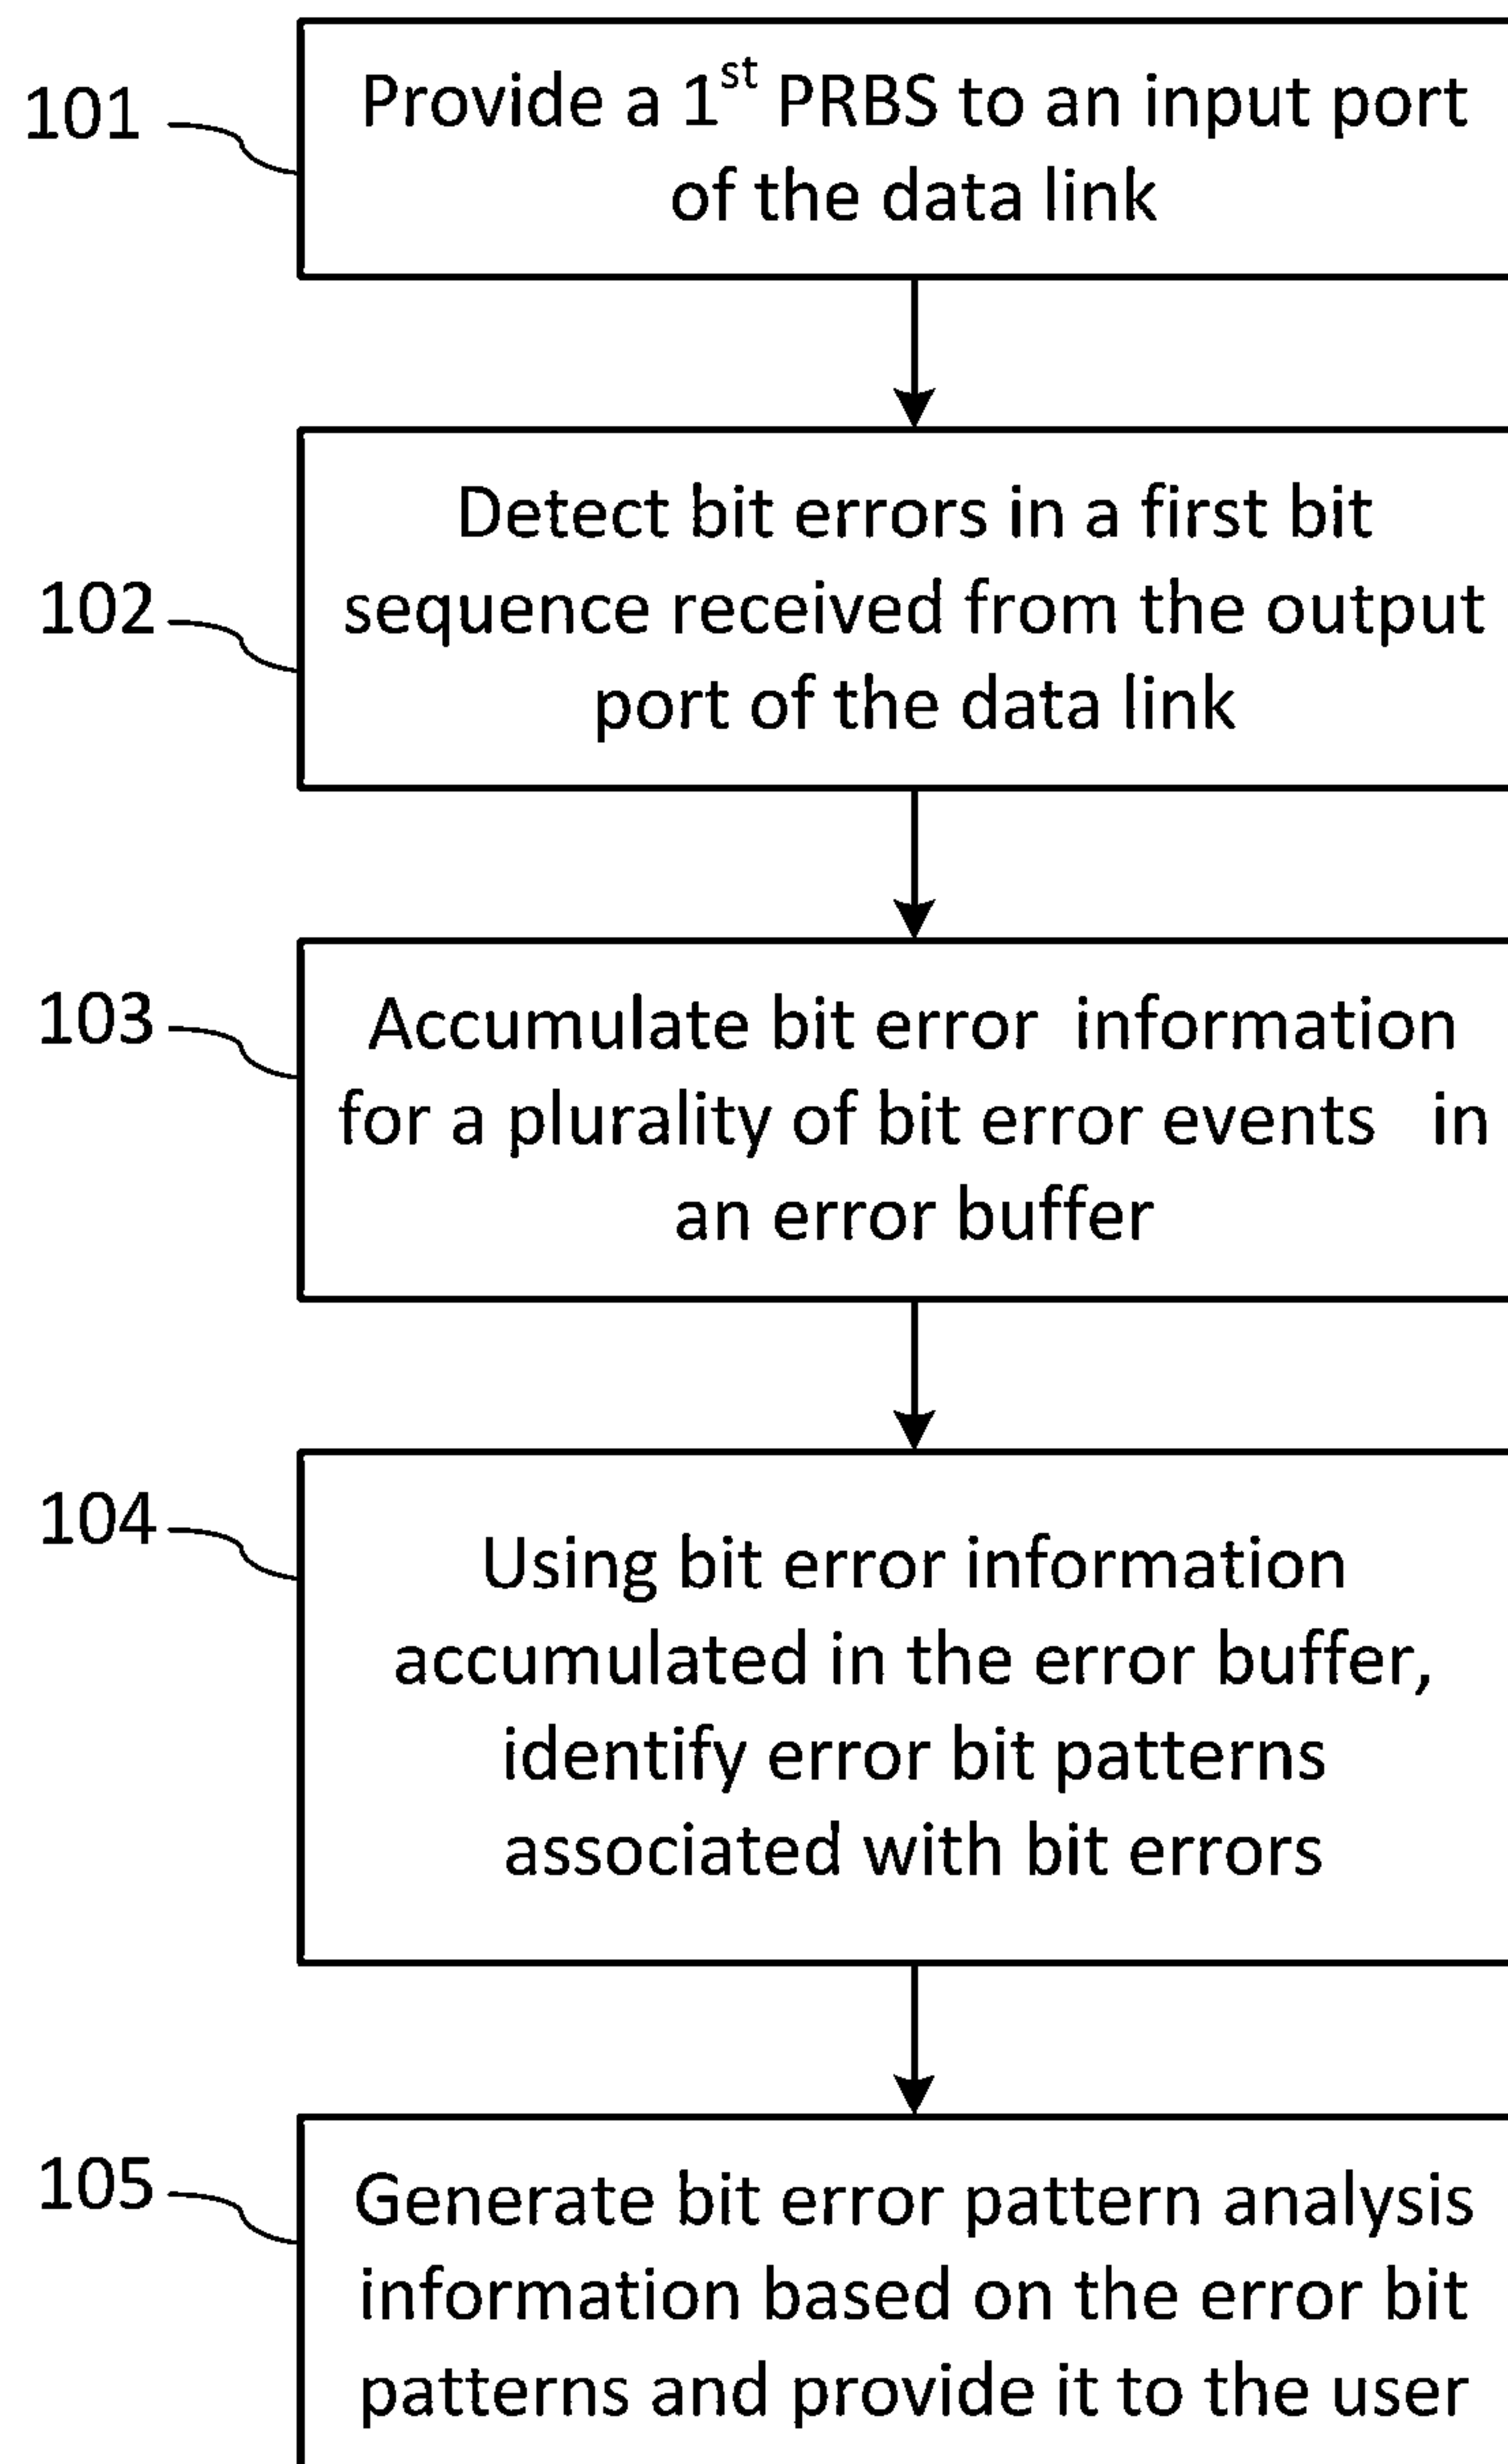 101
Provide a 1st PRBS to an input port
of the data link
102
Detect bit errors in a first bit
sequence received from the output
port of the data link
103
Accumulate bit error information
for a plurality of bit error events in
an error buffer
104
Using bit error information
accumulated in the error buffer,
identify error bit patterns
associated with bit errors
105
Generate bit error pattern analysis
information based on the error bit
patterns and provide it to the user